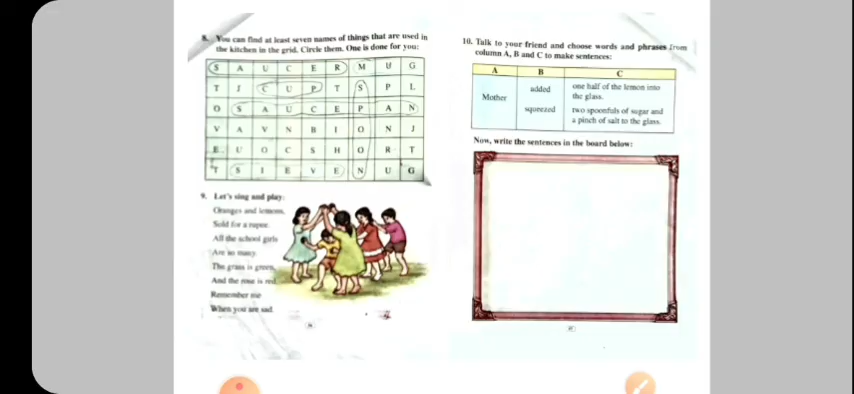 8. You can find at least seven names of things that are used in
the kitchen in the grid. Circle them. One is done for you:
S A U C E R M U G
T I C U P T S P L
O S A U C E P A N
V A V N B I O N J
E U O C S H O R T
T S I E V E N U G
9. Let's sing and play:
Oranges and lemons,
Sold for a rupee
All the school girls
Are so many
The grass is green,
And the rose is red
Remember me
When you are sad
10. Talk to your friend and choose words and phrases from
column A, B and C to make sentences:
A B C
Mother
added
one half of the lemon into
the glass.
squeezed
two spoonfuls of sugar and
a pinch of salt to the glass.
Now, write the sentences in the board below: